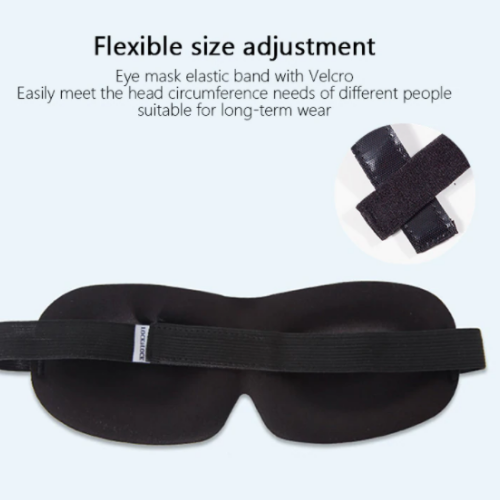 Flexible size adjustment
Eye mask elastic band with Velcro
Easily meet the head circumference needs of different people
suitable for long-term wear